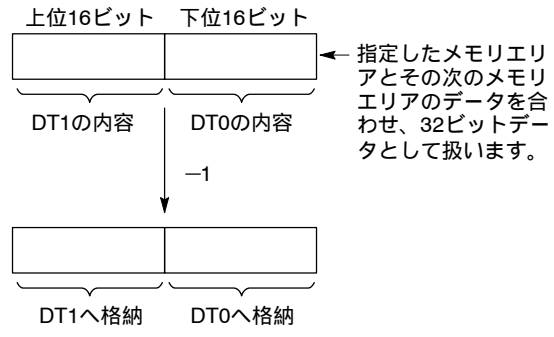 上位16ビット 下位16ビット
指定したメモリエリ
アとその次のメモリ
エリアのデータを合
わせ、32ビットデー
タとして扱います。
DT1の内容 DT0の内容
−1
DT1へ格納 DT0へ格納